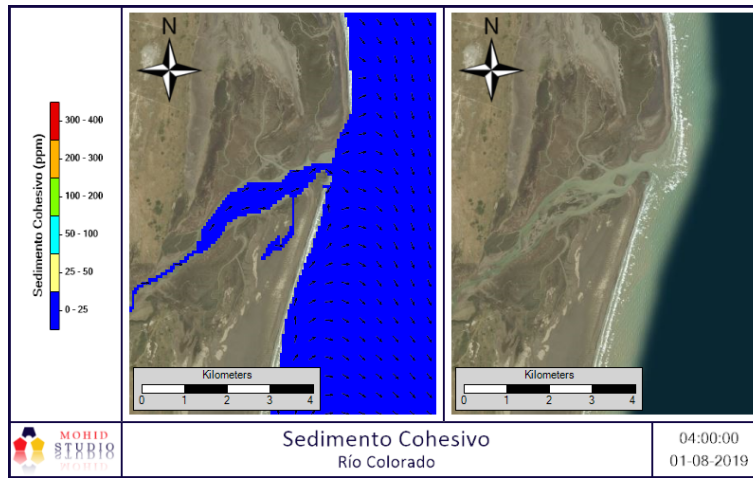 Sedimento Cohesivo (ppm)
300 - 400
200 - 300
100 - 200
50 - 100
25 - 50
0 - 25
N
Kilometers
0 1 2 3 4
N
Kilometers
0 1 2 3 4
MOHID
STUDIO
Sedimento Cohesivo
Río Colorado
04:00:00
01-08-2019